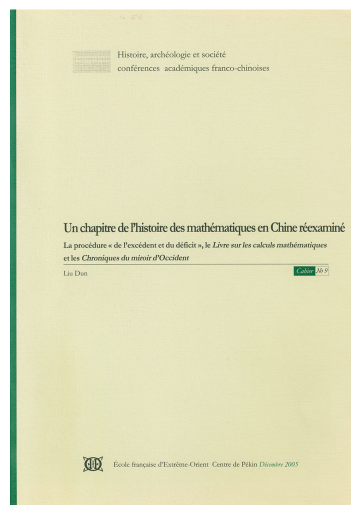 Histoire, archéologie et société
conférences académiques franco-chinoises
Un chapitre de l'histoire des mathématiques en Chine réexaminé
La procédure « de l'excédent et du déficit », le Livre sur les calculs mathématiques
et les Chroniques du miroir d'Occident
Cahier № 9
Liu Dun
École française d'Extrême-Orient Centre de Pékin Décembre 2005